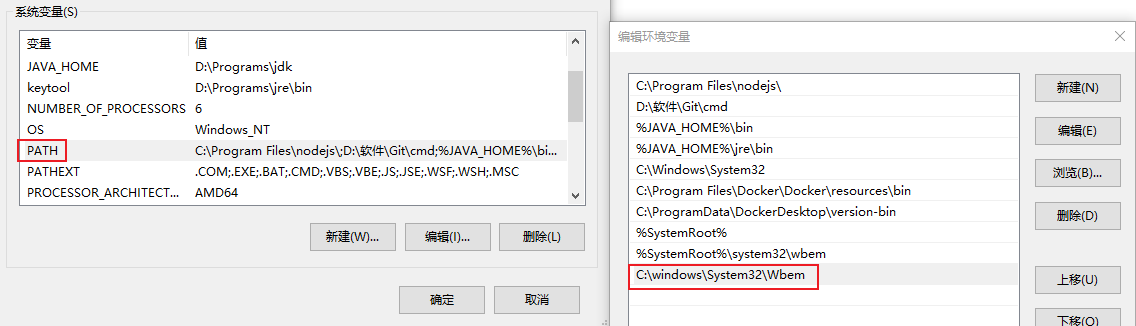 系统变量(S)
变量 值
JAVA_HOME D:\Programs\jdk
keytool D:\Programs\jre\bin
NUMBER_OF_PROCESSORS 6
OS Windows_NT
PATH C:\Program Files\nodejs\;D:\软件\Git\cmd;%JAVA_HOME%\bi...
PATHEXT .COM;.EXE;.BAT;.CMD;.VBS;.VBE;.JS;.JSE;.WSF;.WSH;.MSC
PROCESSOR_ARCHITECT... AMD64
新建(W)... 编辑(I)... 删除(L)
确定 取消
编辑环境变量
C:\Program Files\nodejs\
D:\软件\Git\cmd
%JAVA_HOME%\bin
%JAVA_HOME%\jre\bin
C:\Windows\System32
C:\Program Files\Docker\Docker\resources\bin
C:\ProgramData\DockerDesktop\version-bin
%SystemRoot%
%SystemRoot%\system32\wbem
C:\windows\System32\Wbem
新建(N)
编辑(E)
浏览(B)...
删除(D)
上移(U)
下移(O)